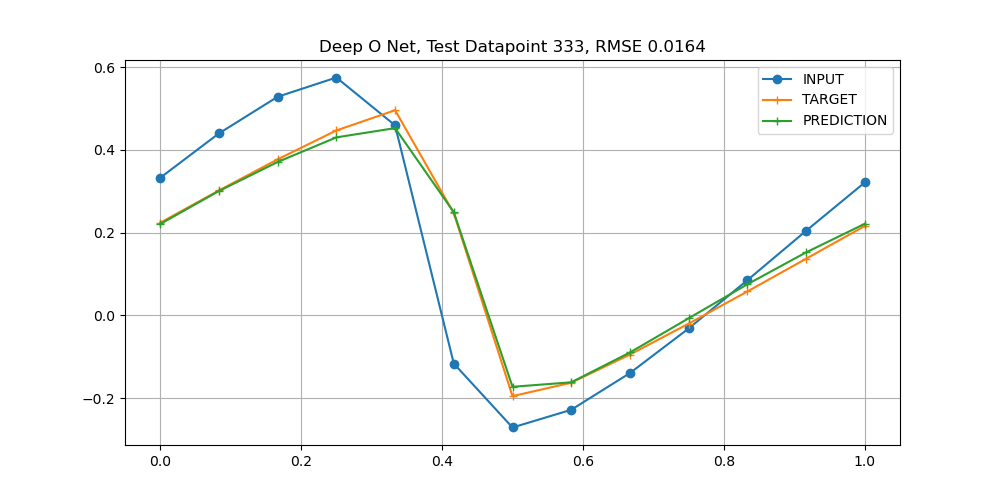 Deep O Net, Test Datapoint 333, RMSE 0.0164
INPUT
TARGET
PREDICTION
0.6
0.4
0.2
0.0
−0.2
0.0 0.2 0.4 0.6 0.8 1.0